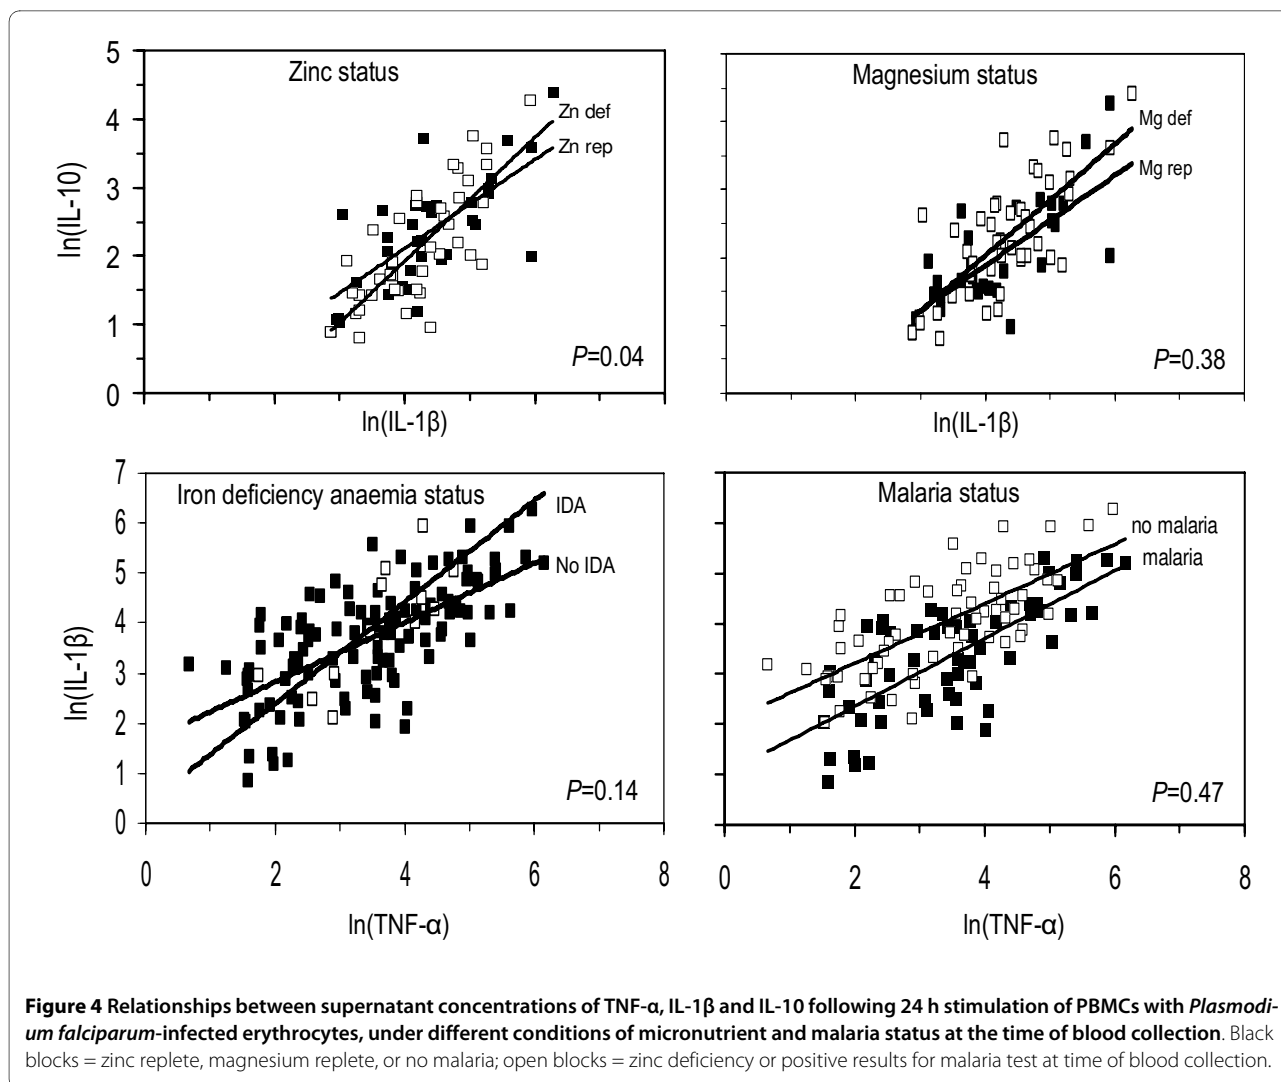 Zinc status
5
4
3
2
1
0
ln(IL-10)
Zn def
Zn rep
P=0.04
ln(IL-1β)
Magnesium status
Mg def
Mg rep
P=0.38
ln(IL-1β)
Iron deficiency anaemia status
7
6
5
4
3
2
1
0
ln(IL-1β)
IDA
No IDA
P=0.14
0 2 4 6 8
ln(TNF-α)
Malaria status
no malaria
malaria
P=0.47
0 2 4 6 8
ln(TNF-α)
Figure 4 Relationships between supernatant concentrations of TNF-α, IL-1β and IL-10 following 24 h stimulation of PBMCs with Plasmodi-
um falciparum-infected erythrocytes, under different conditions of micronutrient and malaria status at the time of blood collection. Black
blocks = zinc replete, magnesium replete, or no malaria; open blocks = zinc deficiency or positive results for malaria test at time of blood collection.